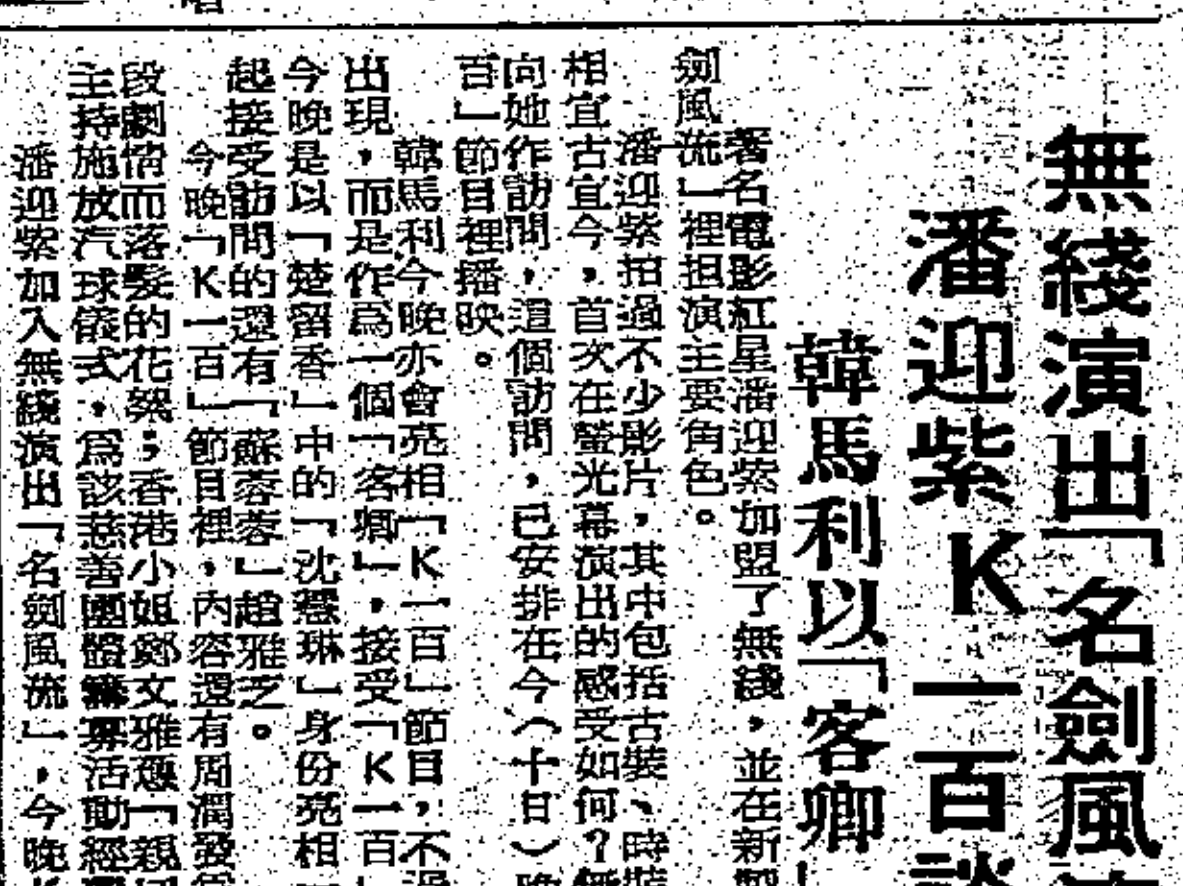 無綫演出「名劍風
潘迎紫K一百談
韓馬利以「客卿」
著名電影紅星潘迎紫加盟了無綫，並在新製
劍風流」裡担演主要角色。
潘迎紫拍過不少影片，其中包括古裝、時裝
相宜古宜今，首次在螢光幕演出的感受如何？無
向她作訪問，這個訪問，已安排在今（十日）晚
百」節目裡播映。
韓馬利今晚亦會亮相「K一百」節目，不過
出現，而是作為一個「客卿」，接受「K一百
今晚是以「楚留香」中的「沈慧琳」身份亮相
起接受訪問的還有「蘇蓉蓉」趙雅芝。
今晚「K一百」節目裡，內容還有周潤發
段劇情而落髮的花絮；香港小姐鄭文雅應「親
主持施放汽球儀式，為該慈善團體籌募活動經
潘迎紫加入無綫演出「名劍風流」，今晚